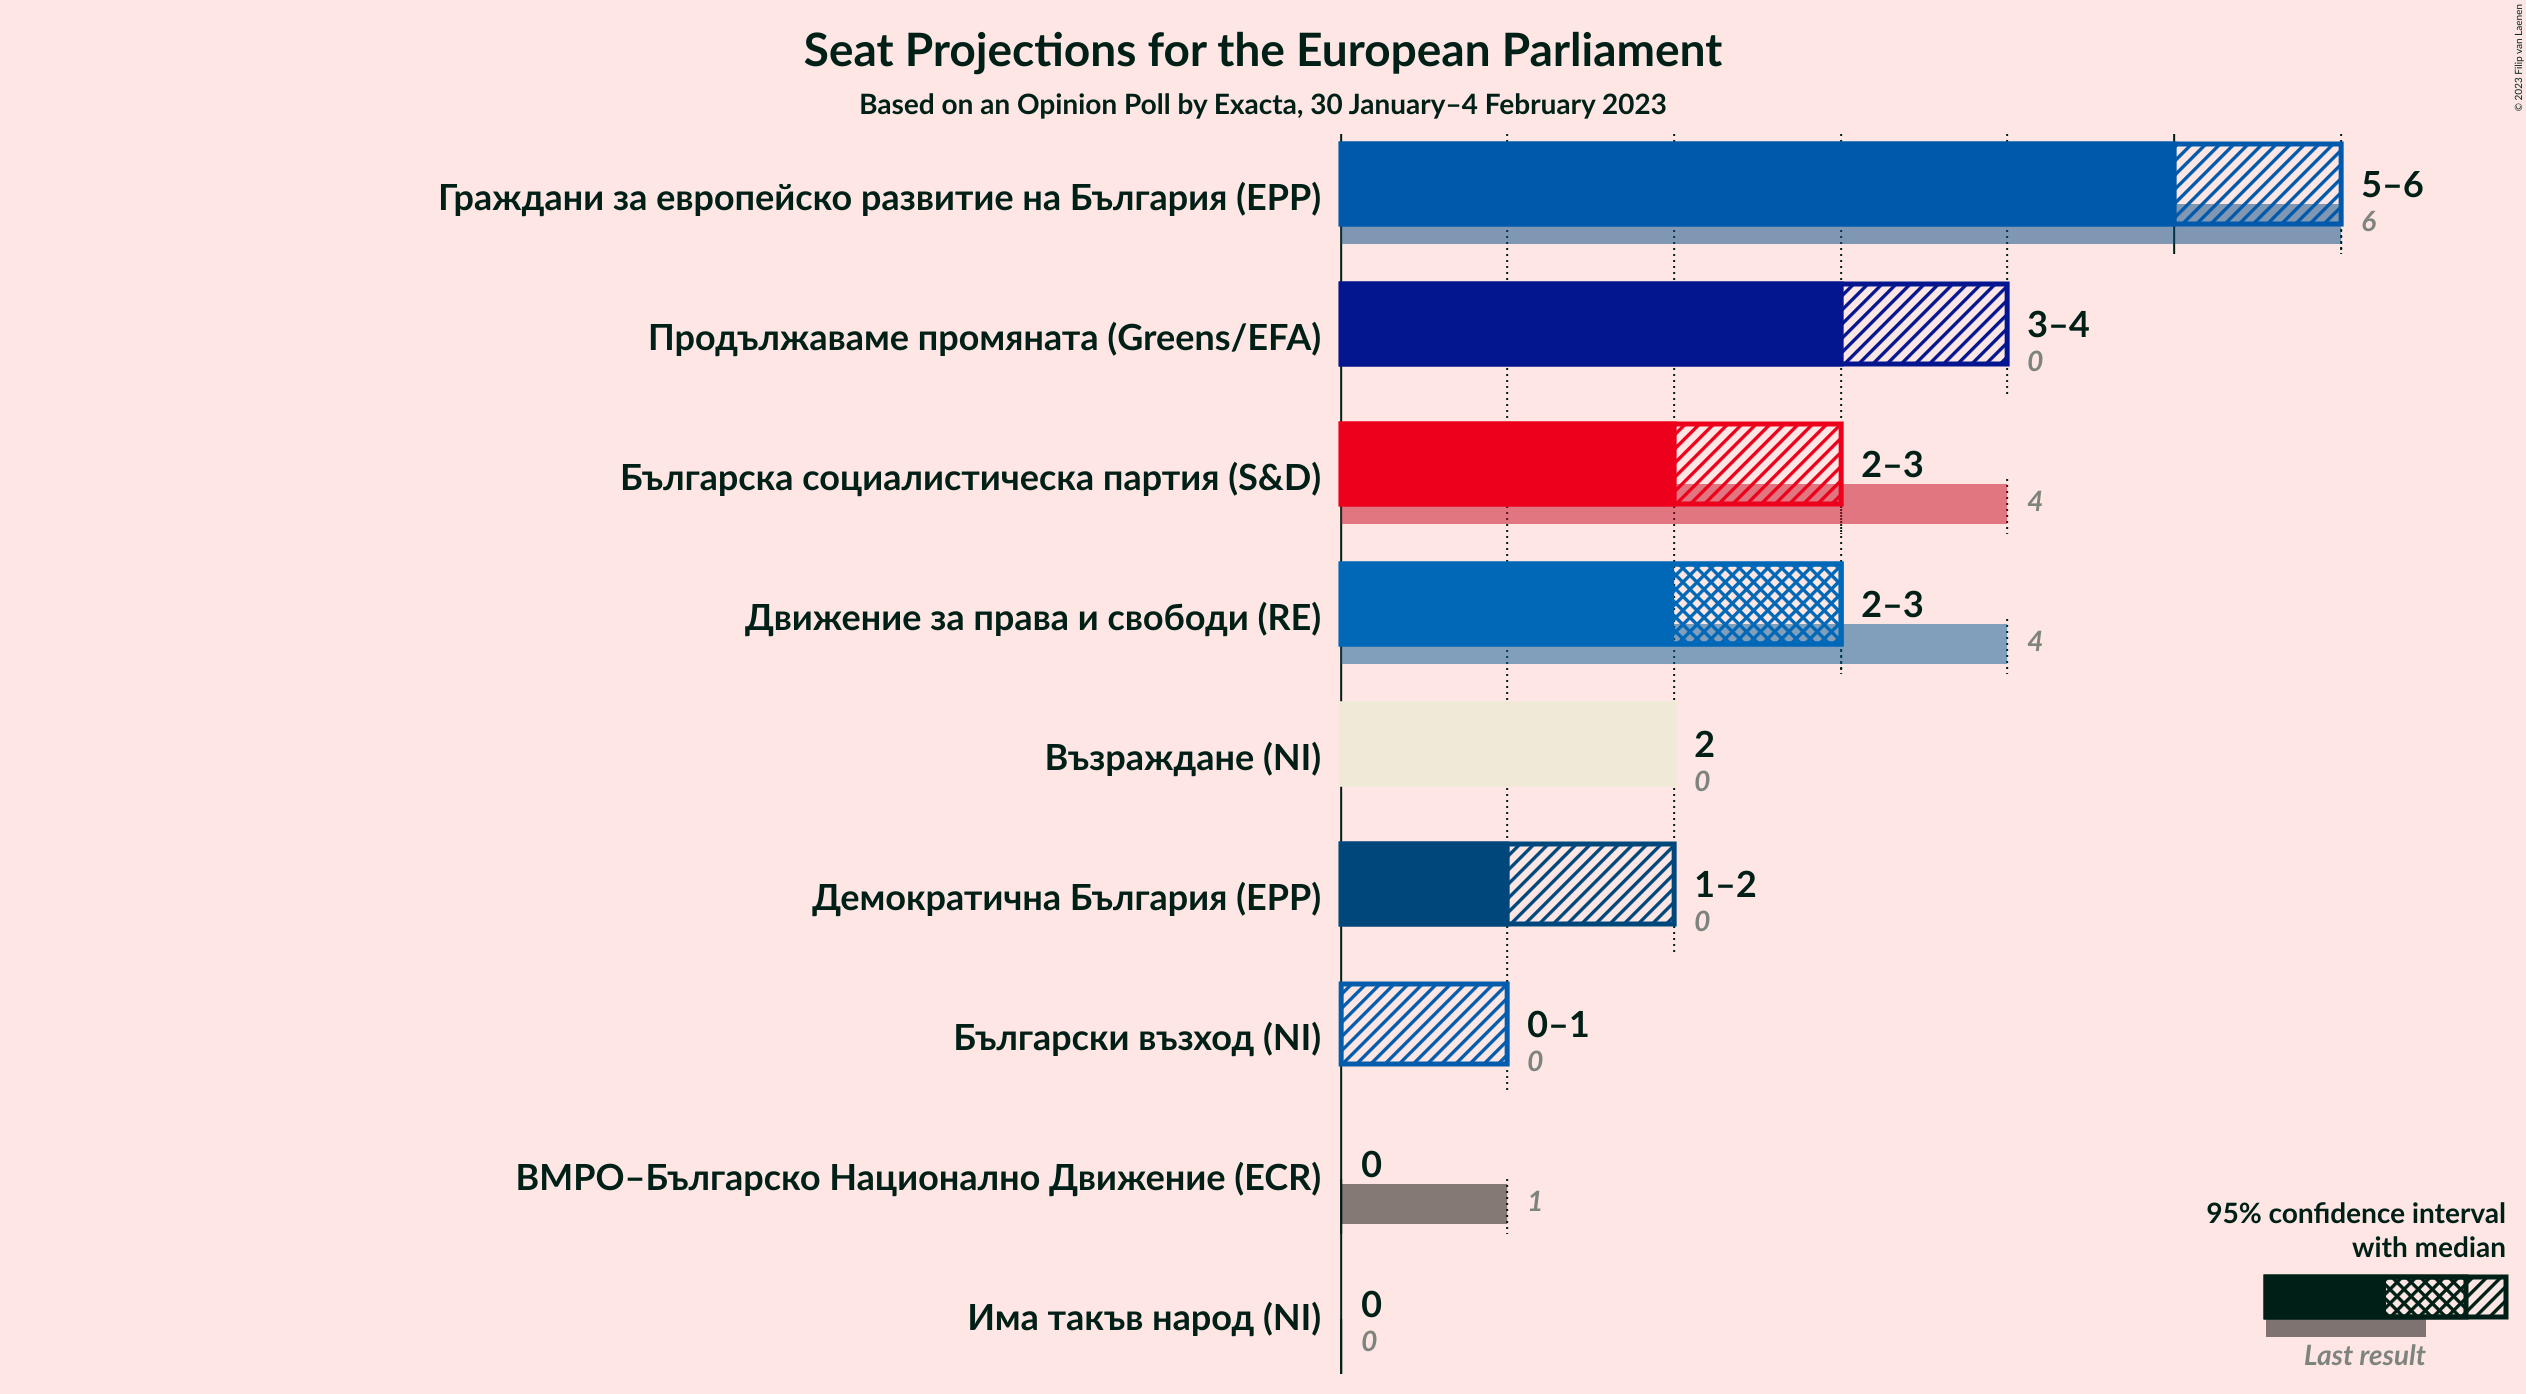 Seat Projections for the European Parliament
Based on an Opinion Poll by Exacta, 30 January–4 February 2023
© 2023 Filip van Laenen
Граждани за европейско развитие на България (EPP)
5–6
6
Продължаваме промяната (Greens/EFA)
3–4
0
Българска социалистическа партия (S&D)
2–3
4
Движение за права и свободи (RE)
2–3
4
Възраждане (NI)
2
0
Демократична България (EPP)
1–2
0
Български възход (NI)
0–1
0
ВМРО–Българско Национално Движение (ECR)
0
1
Има такъв народ (NI)
0
0
95% confidence interval
with median
Last result